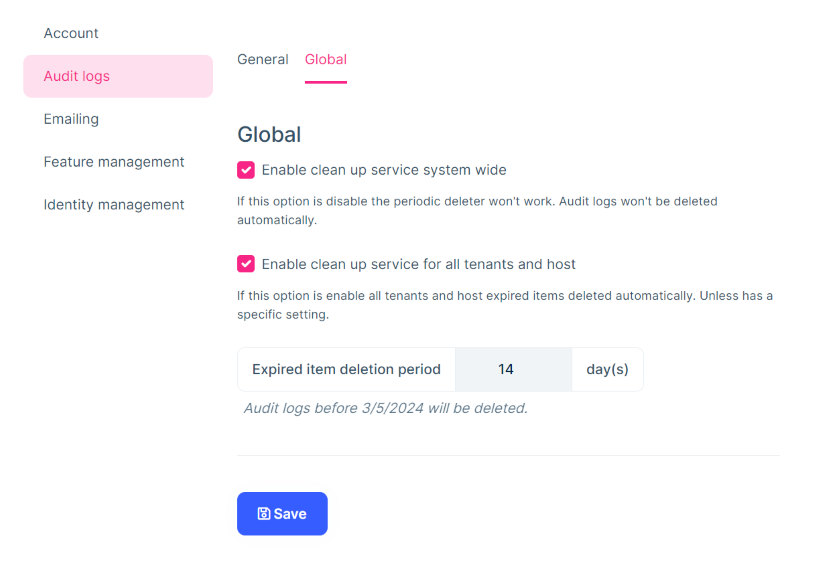 Account
Audit logs
Emailing
Feature management
Identity management
General Global
Global
Enable clean up service system wide
If this option is disable the periodic deleter won't work. Audit logs won't be deleted
automatically.
Enable clean up service for all tenants and host
If this option is enable all tenants and host expired items deleted automatically. Unless has a
specific setting.
Expired item deletion period 14 day(s)
Audit logs before 3/5/2024 will be deleted.
Save